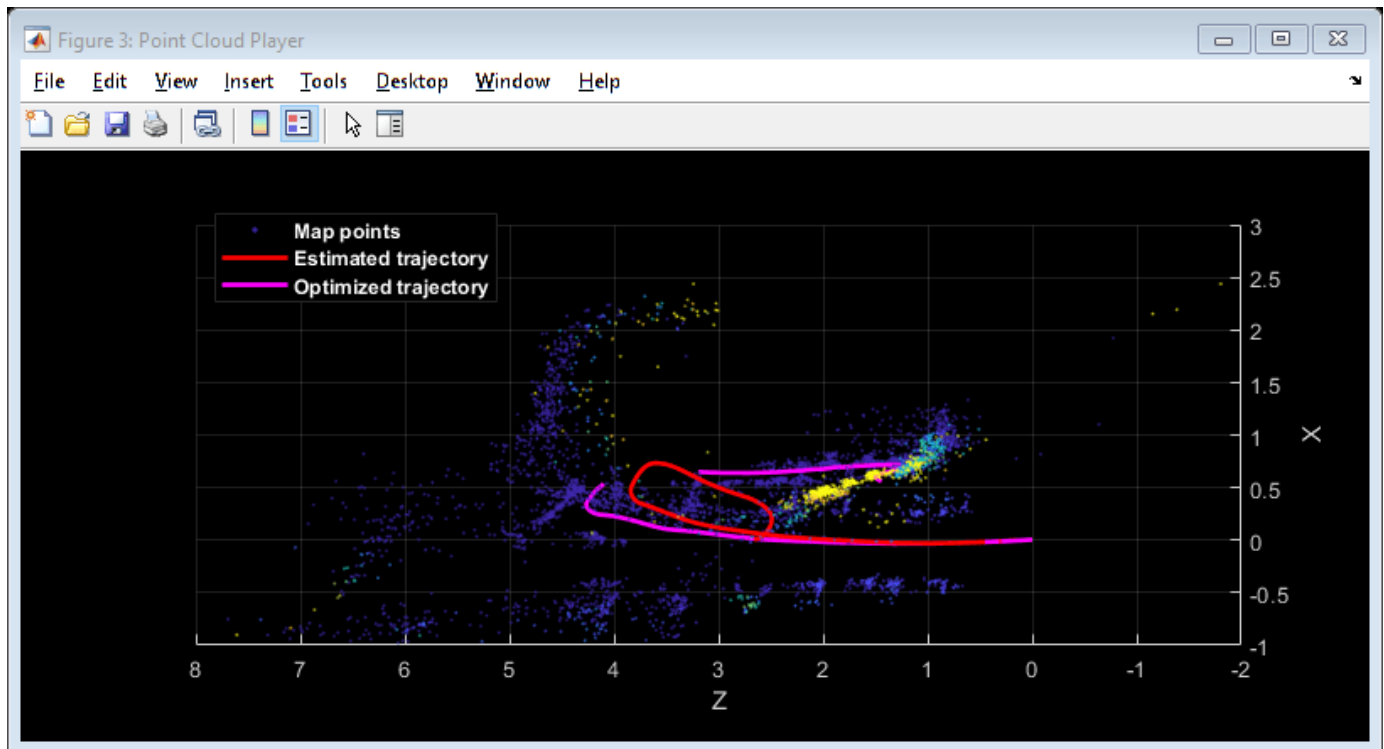 Figure 3: Point Cloud Player
File Edit View Insert Tools Desktop Window Help
Map points
Estimated trajectory
Optimized trajectory
3
2.5
2
1.5
1
0.5
0
-0.5
-1
X
8 7 6 5 4 3 2 1 0 -1 -2
Z